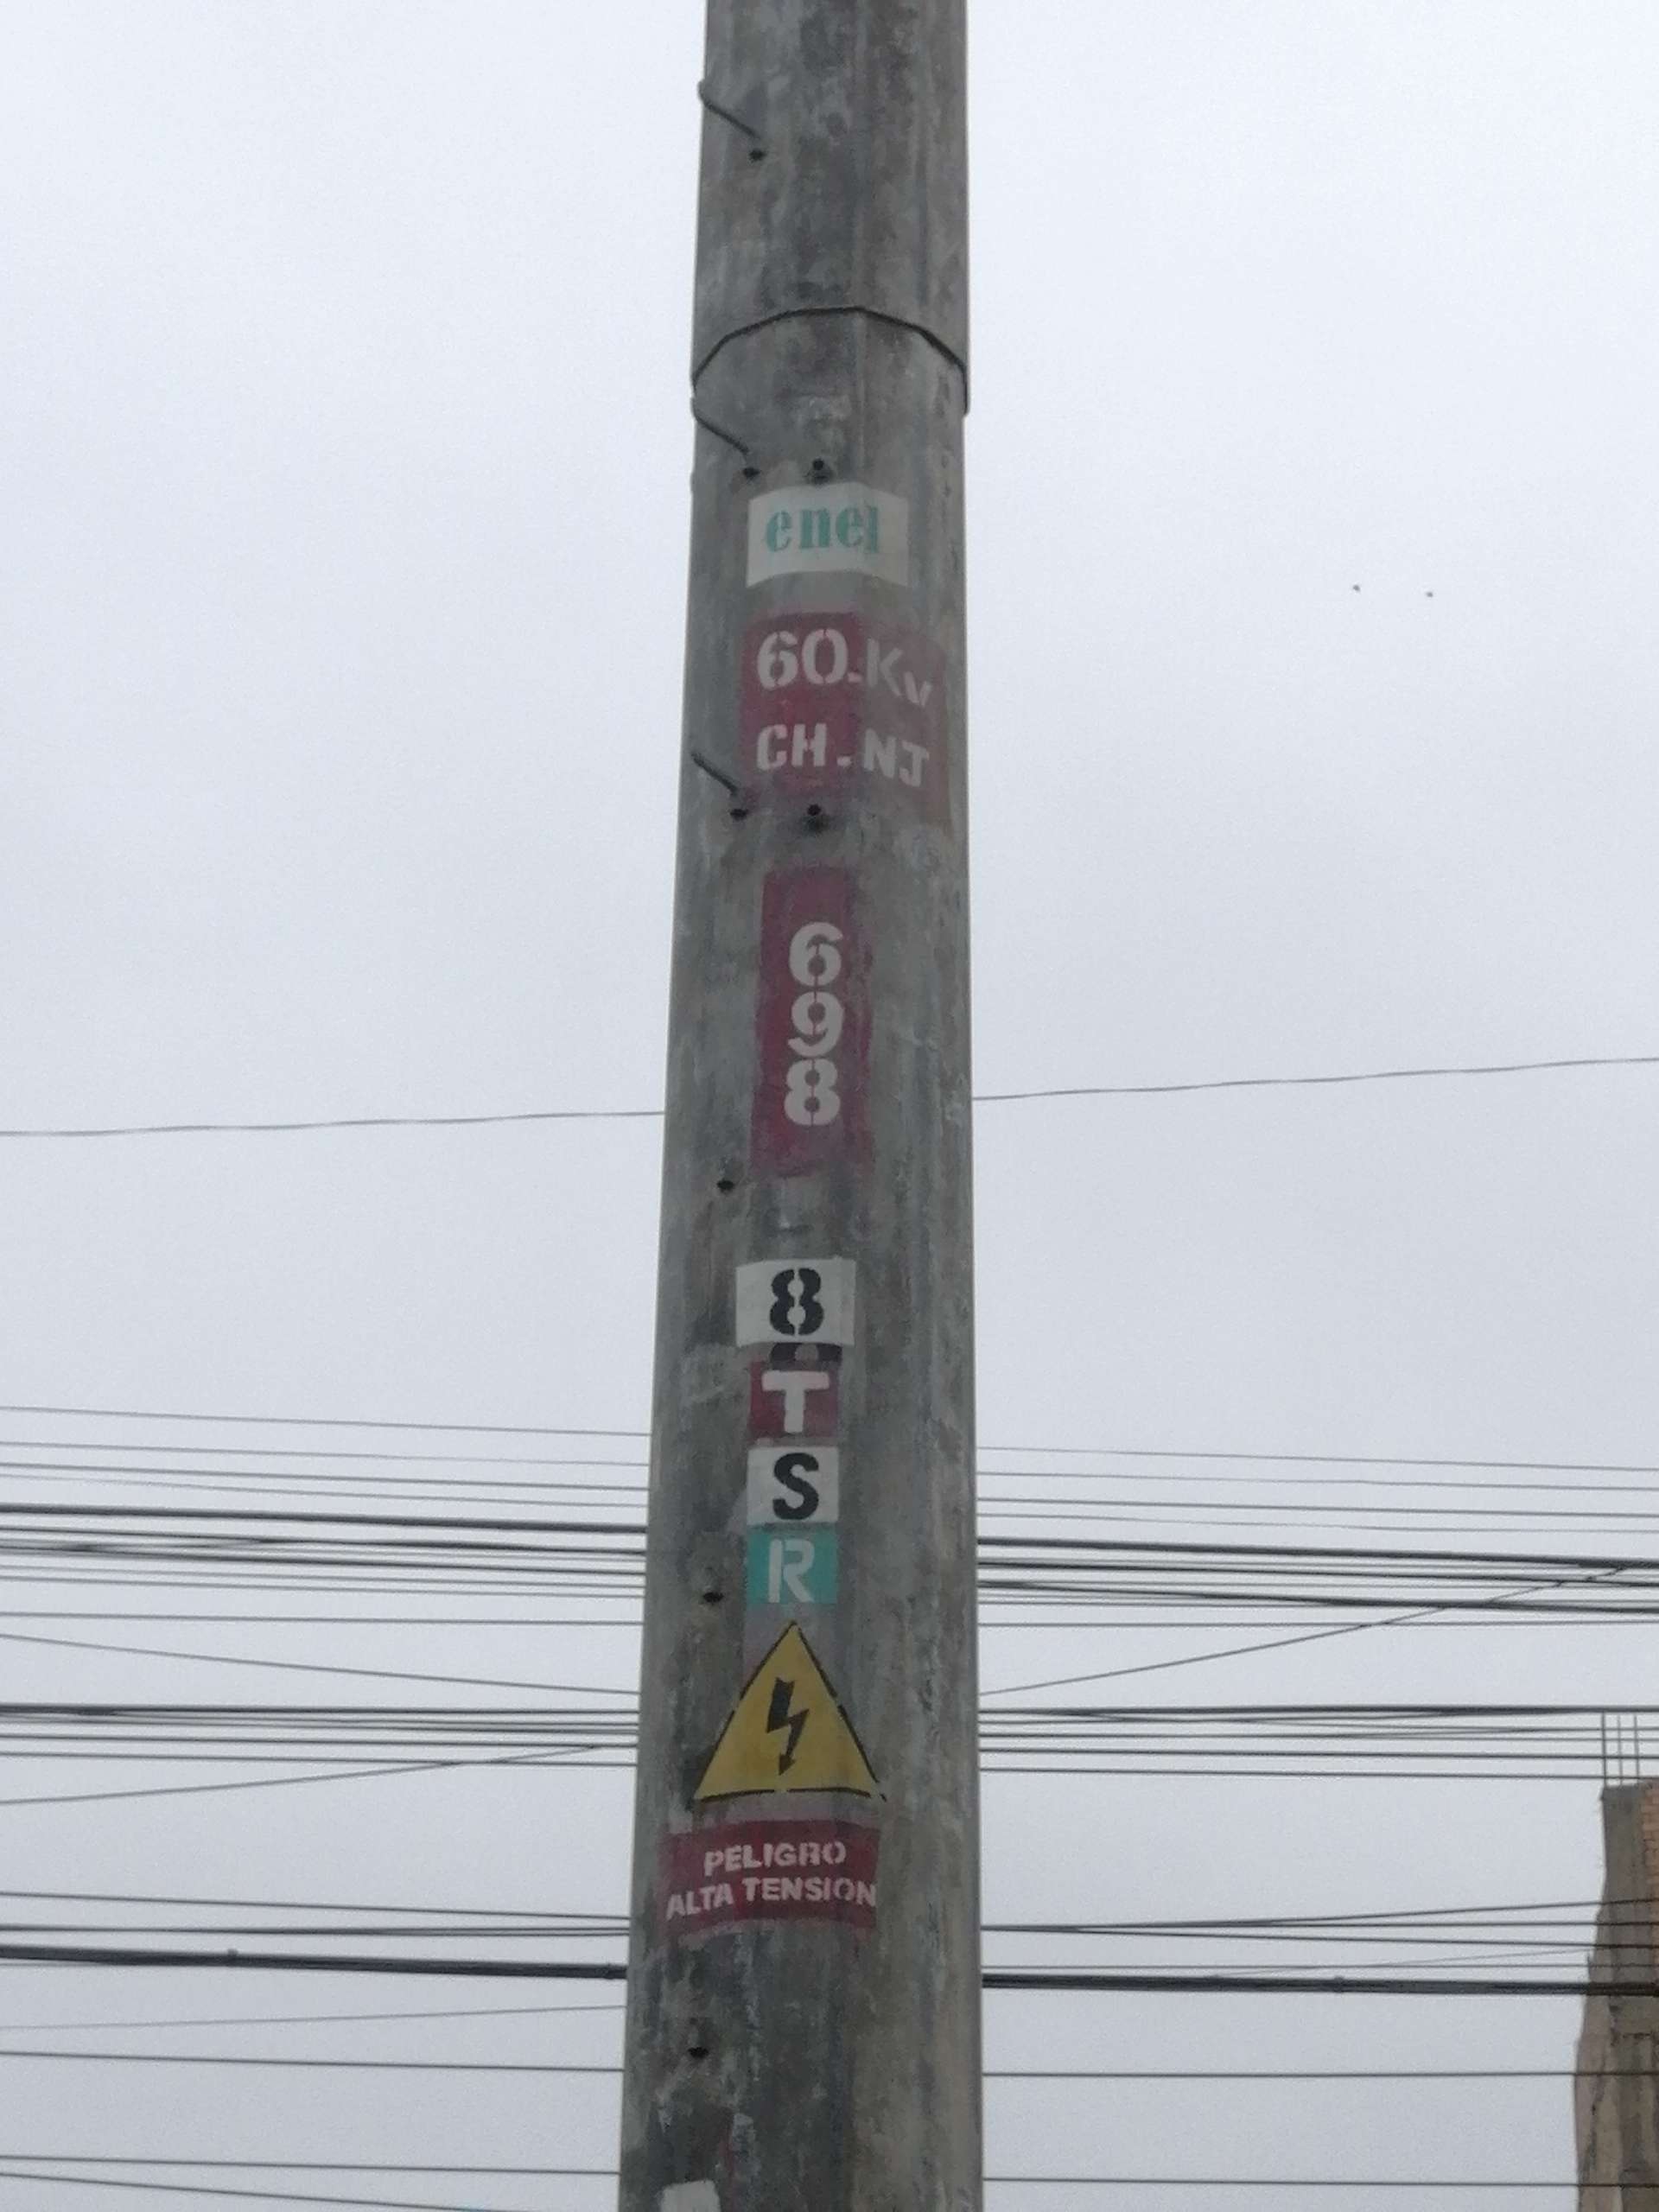 enel
60.Kv
CH.NJ
6
9
8
8
T
S
R
PELIGRO
ALTA TENSION